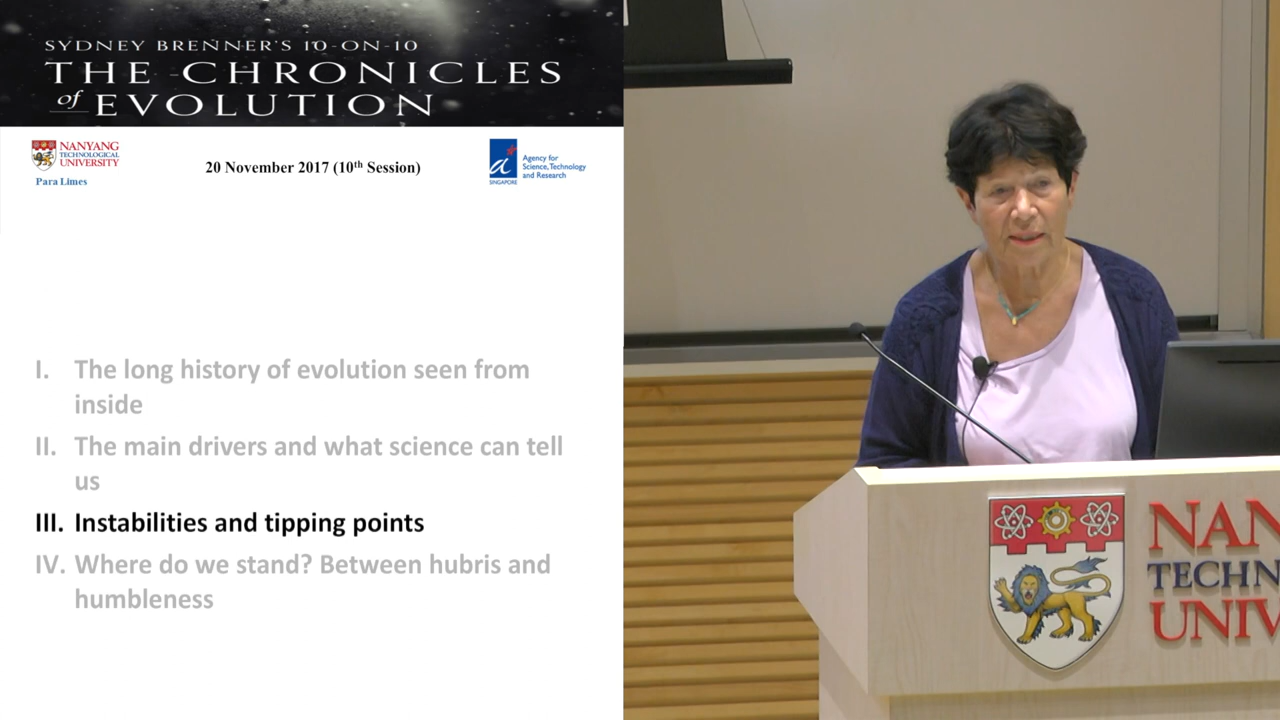 SYDNEY BRENNER'S 10-ON-10
THE CHRONICLES
of EVOLUTION
NANYANG
TECHNOLOGICAL
UNIVERSITY
Para Limes
20 November 2017 (10th Session)
Agency for
Science, Technology
and Research
SINGAPORE
I. The long history of evolution seen from
inside
II. The main drivers and what science can tell
us
III. Instabilities and tipping points
IV. Where do we stand? Between hubris and
humbleness
NAN
TECHN
UNIV